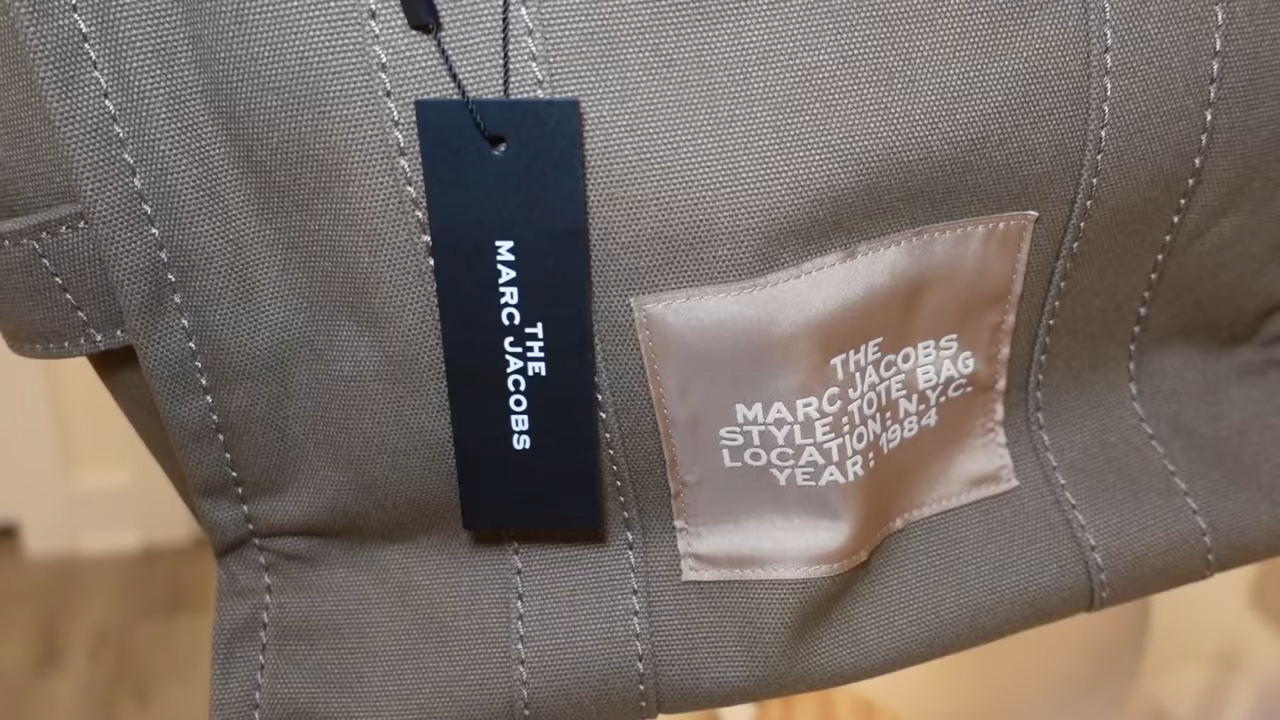 THE
MARC JACOBS
THE
MARC JACOBS
STYLE : TOTE BAG
LOCATION : N.Y.C.
YEAR : 1984